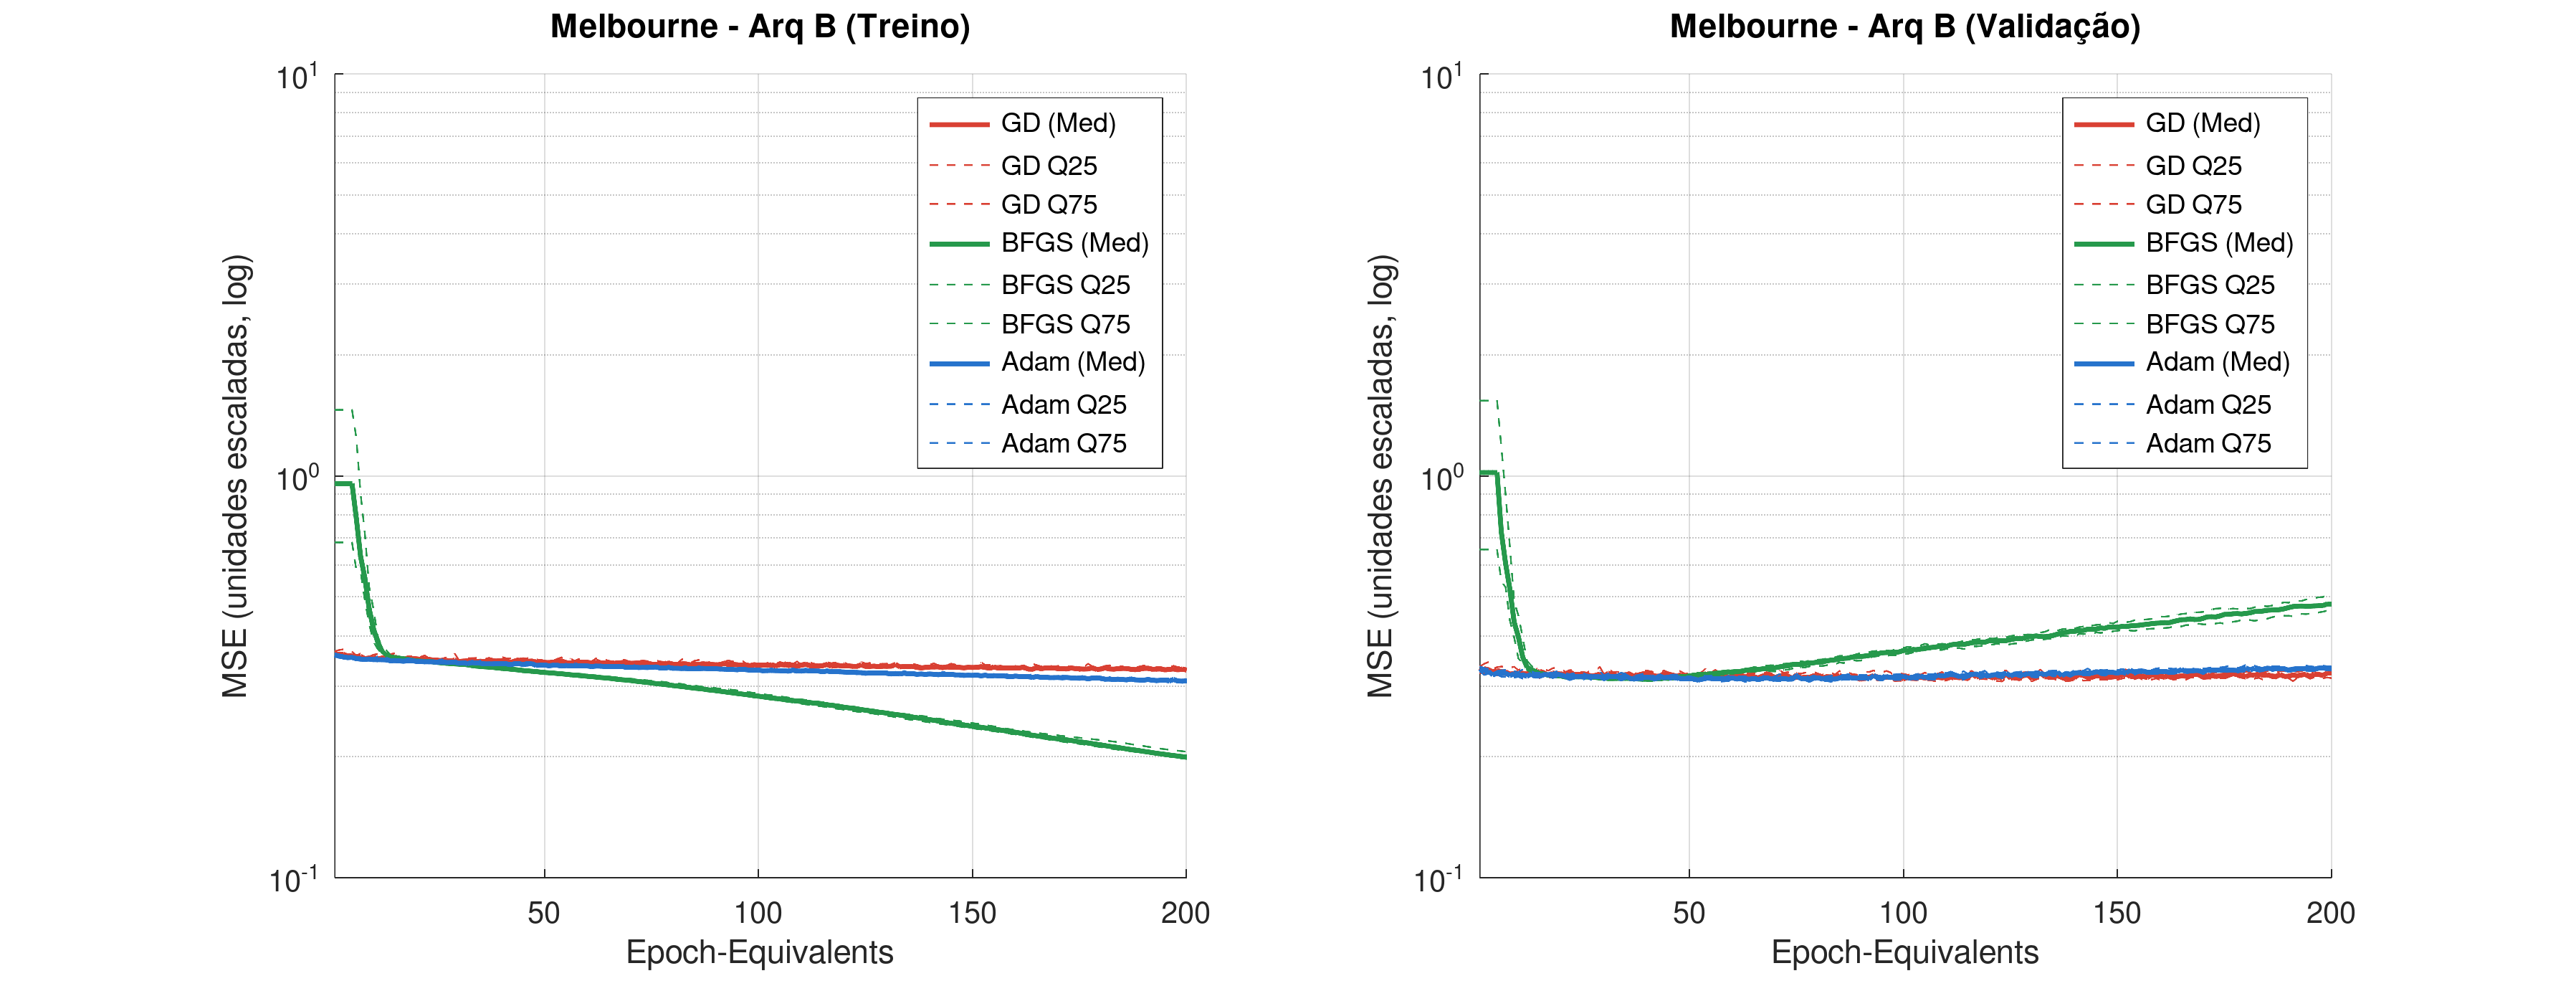 Melbourne - Arq B (Treino)
MSE (unidades escaladas, log)
10^1
10^0
10^-1
50
100
150
200
Epoch-Equivalents
GD (Med)
GD Q25
GD Q75
BFGS (Med)
BFGS Q25
BFGS Q75
Adam (Med)
Adam Q25
Adam Q75
Melbourne - Arq B (Validação)
MSE (unidades escaladas, log)
10^1
10^0
10^-1
50
100
150
200
Epoch-Equivalents
GD (Med)
GD Q25
GD Q75
BFGS (Med)
BFGS Q25
BFGS Q75
Adam (Med)
Adam Q25
Adam Q75